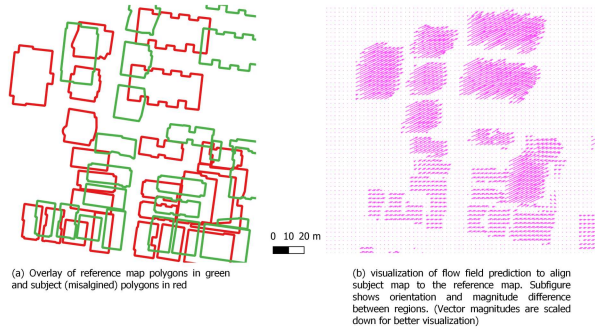 0 10 20 m
(a) Overlay of reference map polygons in green
and subject (misalgined) polygons in red
(b) visualization of flow field prediction to align
subject map to the reference map. Subfigure
shows orientation and magnitude difference
between regions. (Vector magnitudes are scaled
down for better visualization)